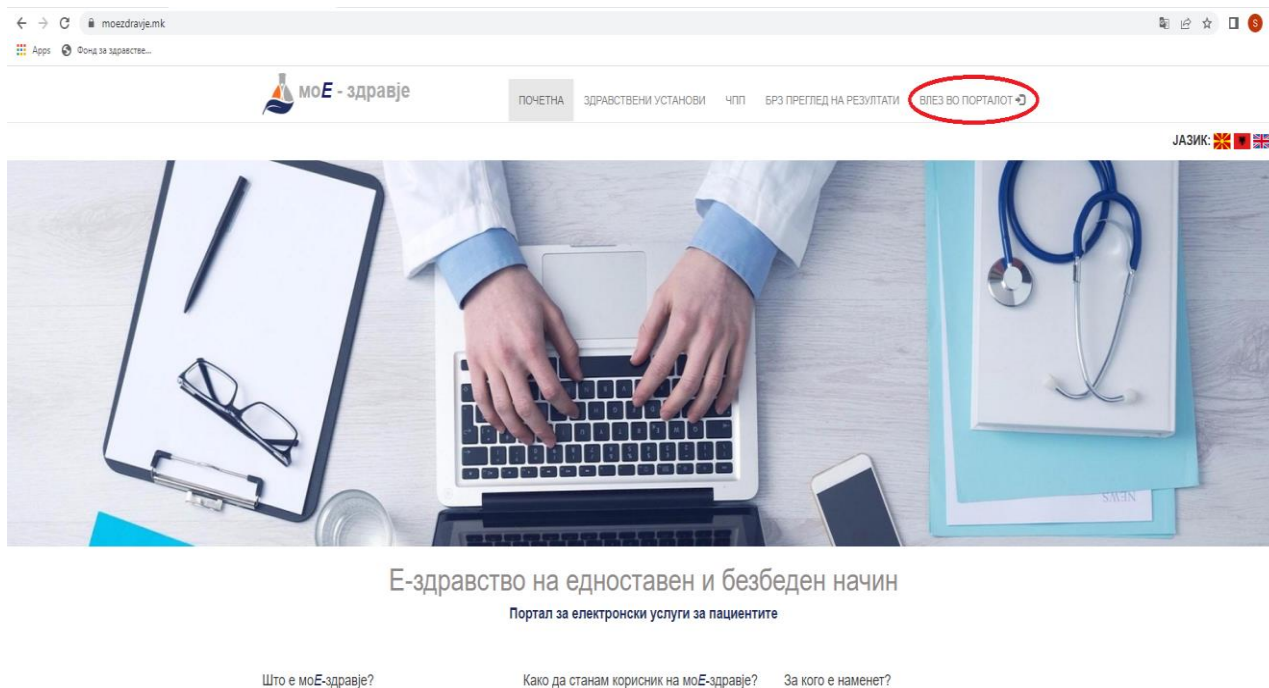 moezdravje.mk
S
Apps Фонд за здравстве...
моЕ - здравје
ПОЧЕТНА ЗДРАВСТВЕНИ УСТАНОВИ ЧПП БРЗ ПРЕГЛЕД НА РЕЗУЛТАТИ ВЛЕЗ ВО ПОРТАЛОТ
ЈАЗИК:
NEWS
Е-здравство на едноставен и безбеден начин
Портал за електронски услуги за пациентите
Што е моЕ-здравје? Како да станам корисник на моЕ-здравје? За кого е наменет?